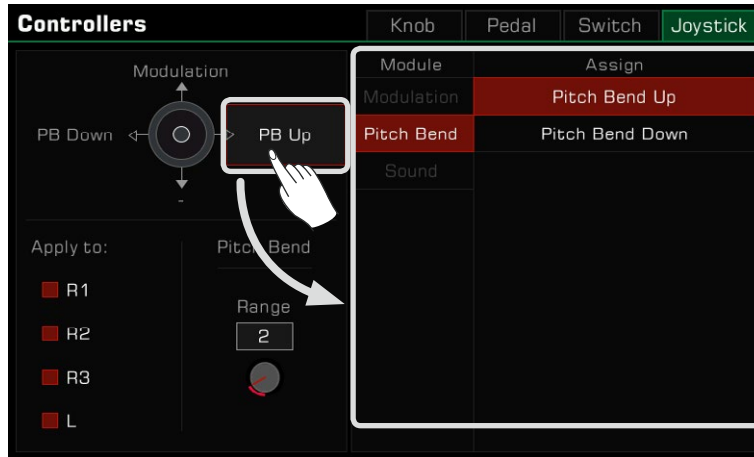 Controllers
Knob Pedal Switch Joystick
Modulation
PB Down
PB Up
-
Apply to:
R1
R2
R3
L
Pitch Bend
Range
2
Module Assign
Modulation Pitch Bend Up
Pitch Bend Pitch Bend Down
Sound